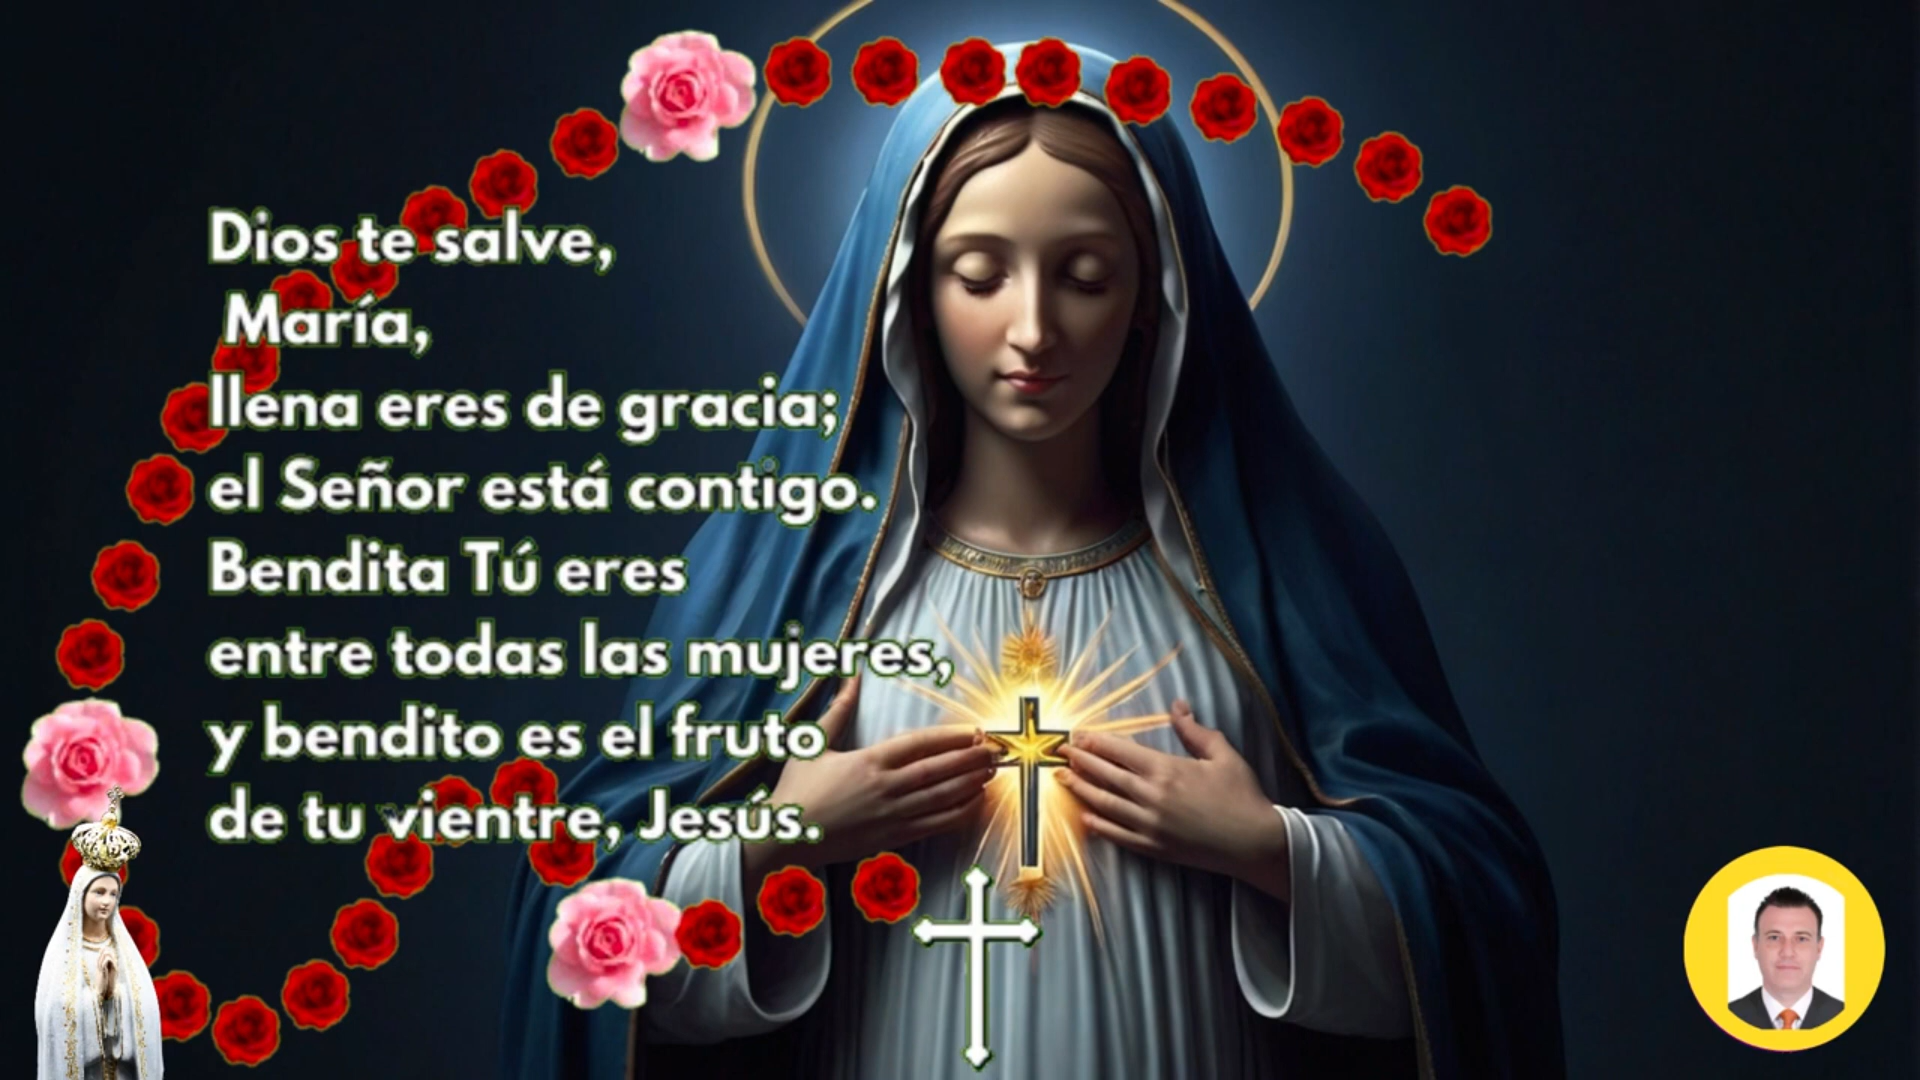 Dios te salve,
María,
llena eres de gracia;
el Señor está contigo.
Bendita Tú eres
entre todas las mujeres,
y bendito es el fruto
de tu vientre, Jesús.